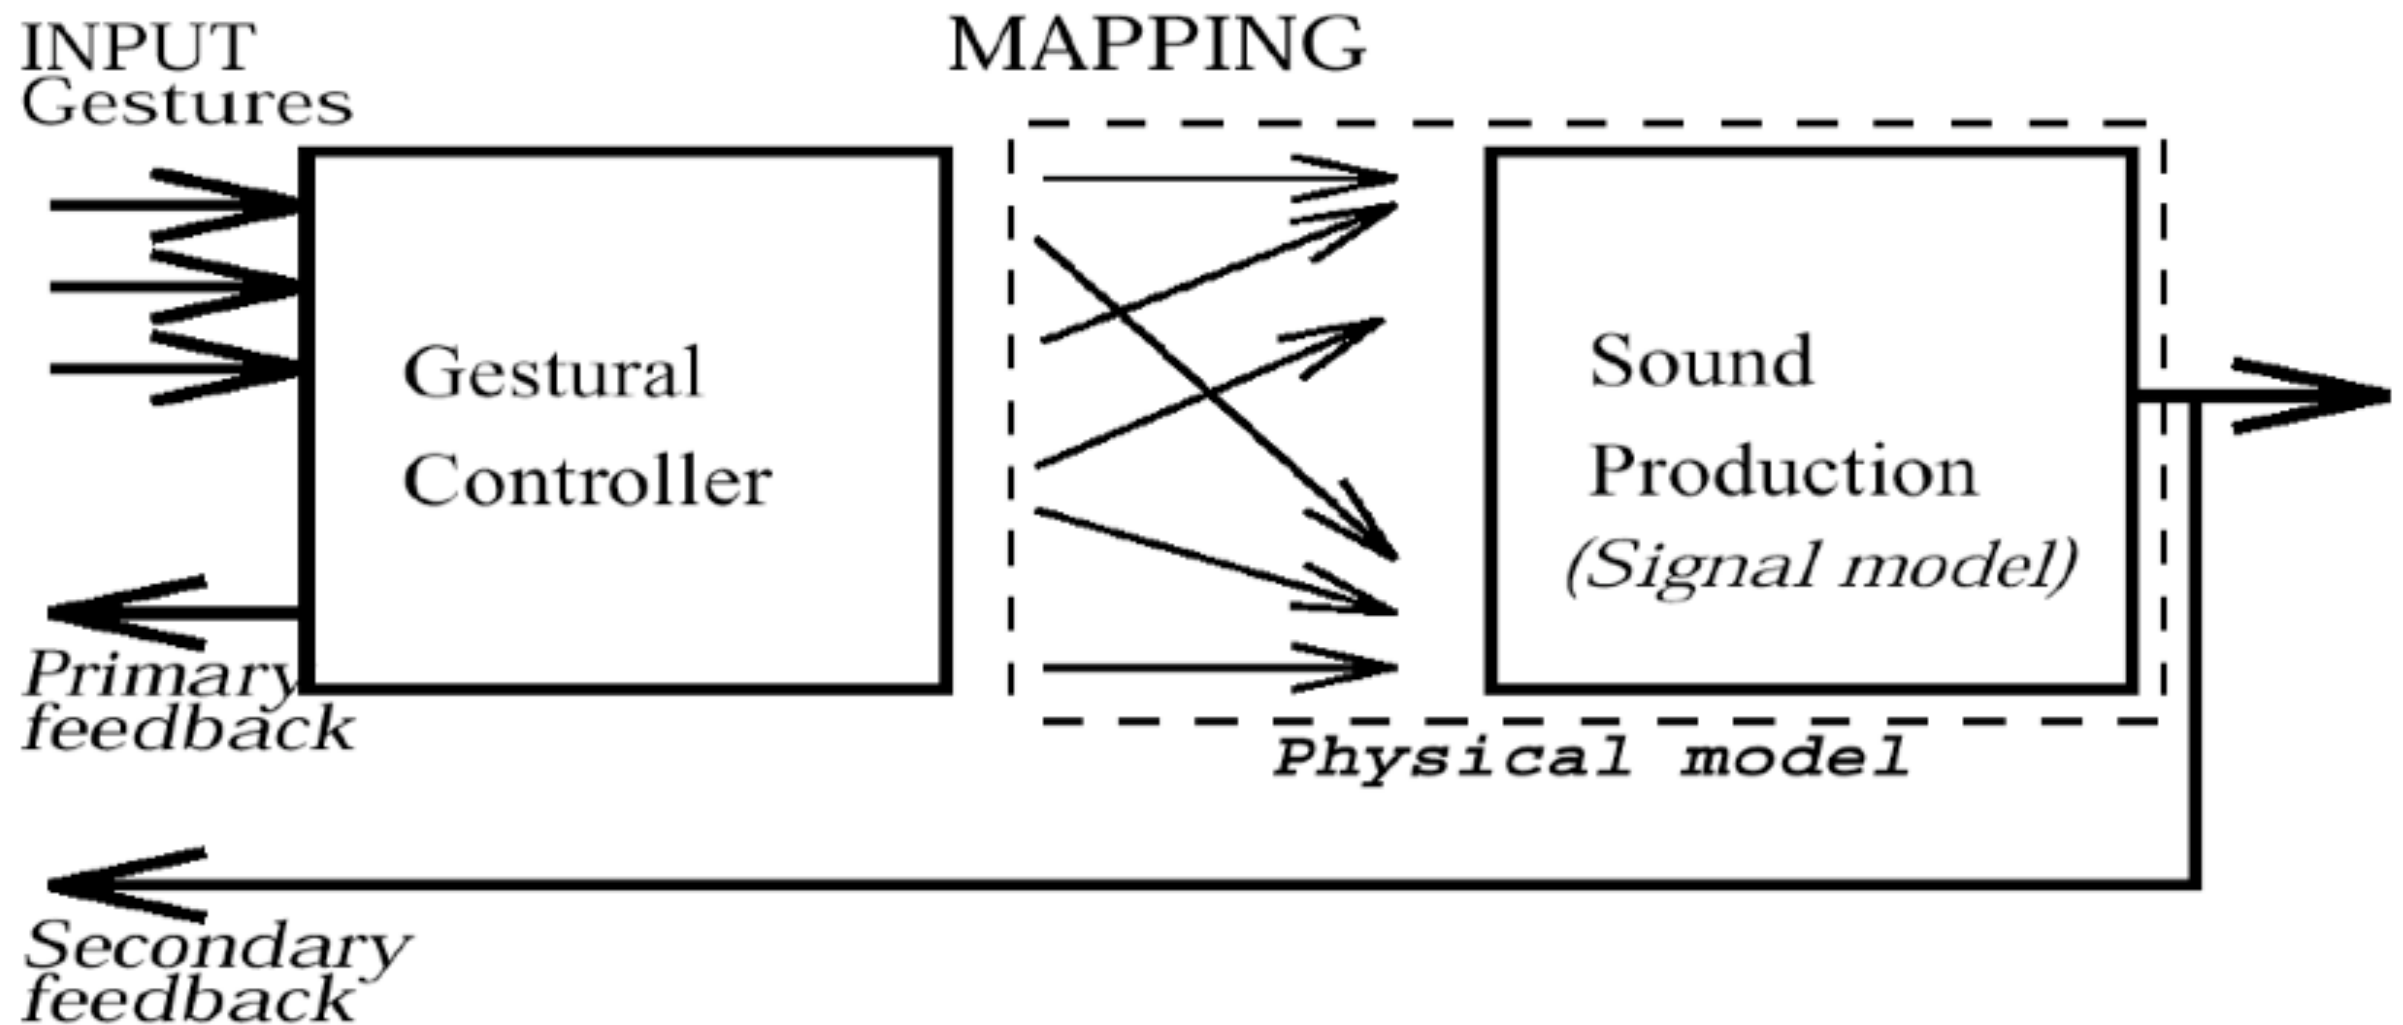 INPUT
Gestures
MAPPING
Gestural
Controller
Sound
Production
(Signal model)
Primary
feedback
Physical model
Secondary
feedback